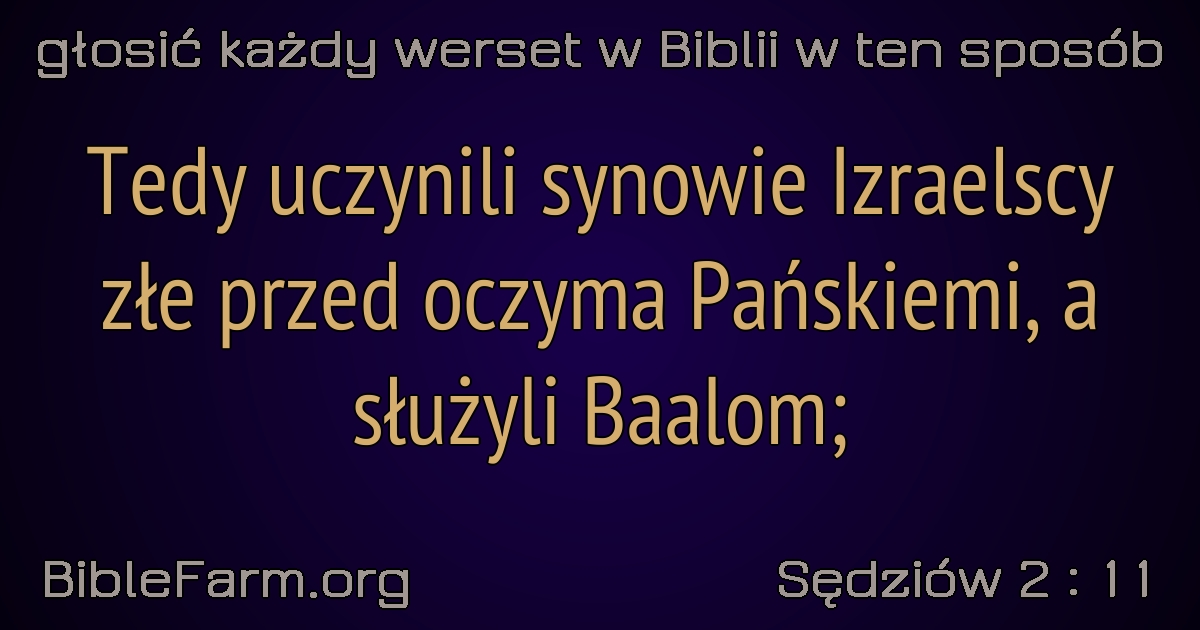 głosić każdy werset w Biblii w ten sposób
Tedy uczynili synowie Izraelscy
złe przed oczyma Pańskiemi, a
służyli Baalom;
BibleFarm.org
Sędziów 2 : 11